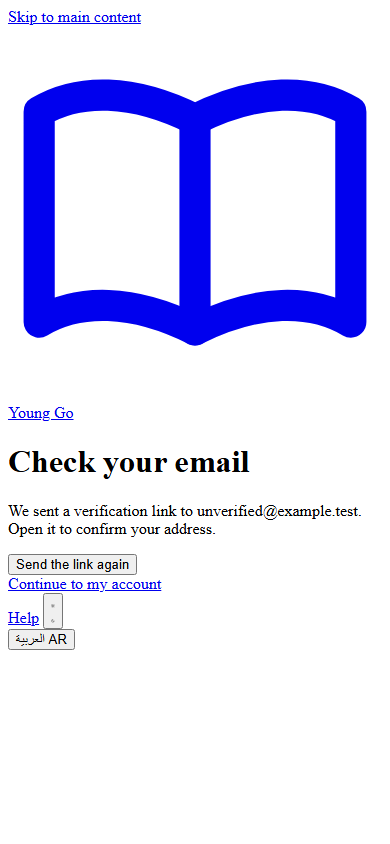 Skip to main content
Young Go
Check your email
We sent a verification link to unverified@example.test.
Open it to confirm your address.
Send the link again
Continue to my account
Help
العربية AR